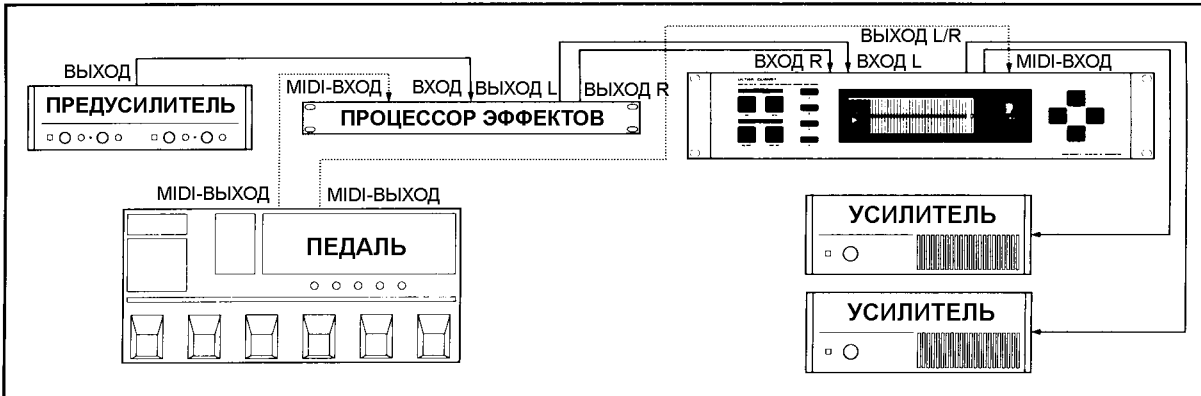 ВЫХОД L/R
ВЫХОД
MIDI-ВХОД
ВХОД
ВЫХОД L
ВЫХОД R
ВХОД R
ВХОД L
MIDI-ВХОД
ПРЕДУСИЛИТЕЛЬ
ПРОЦЕССОР ЭФФЕКТОВ
MIDI-ВЫХОД
MIDI-ВЫХОД
ПЕДАЛЬ
УСИЛИТЕЛЬ
УСИЛИТЕЛЬ